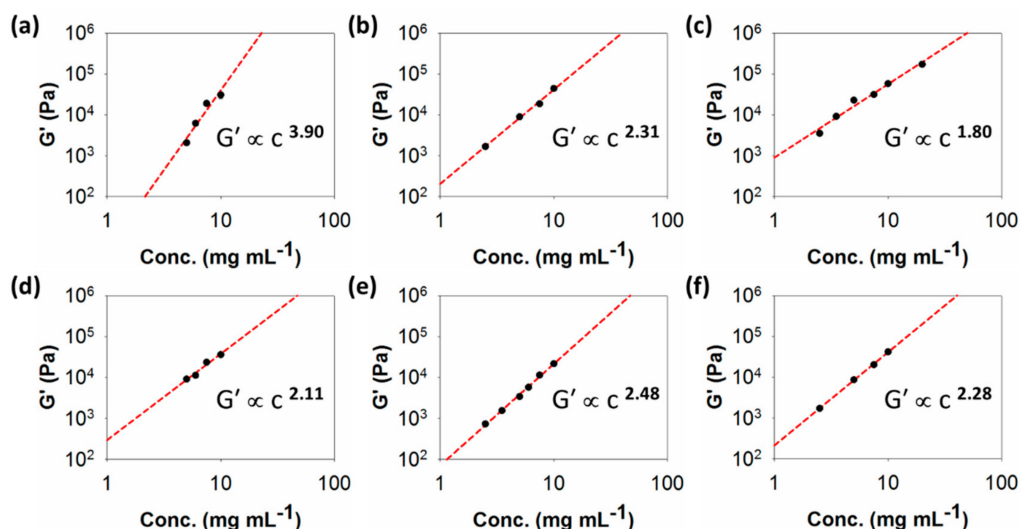 (a)
10⁶
10⁵
10⁴
10³
10²
G' (Pa)
G′ ∝ c 3.90
1 10 100
Conc. (mg mL⁻¹)
(b)
10⁶
10⁵
10⁴
10³
10²
G' (Pa)
G′ ∝ c 2.31
1 10 100
Conc. (mg mL⁻¹)
(c)
10⁶
10⁵
10⁴
10³
10²
G' (Pa)
G′ ∝ c 1.80
1 10 100
Conc. (mg mL⁻¹)
(d)
10⁶
10⁵
10⁴
10³
10²
G' (Pa)
G′ ∝ c 2.11
1 10 100
Conc. (mg mL⁻¹)
(e)
10⁶
10⁵
10⁴
10³
10²
G' (Pa)
G′ ∝ c 2.48
1 10 100
Conc. (mg mL⁻¹)
(f)
10⁶
10⁵
10⁴
10³
10²
G' (Pa)
G′ ∝ c 2.28
1 10 100
Conc. (mg mL⁻¹)